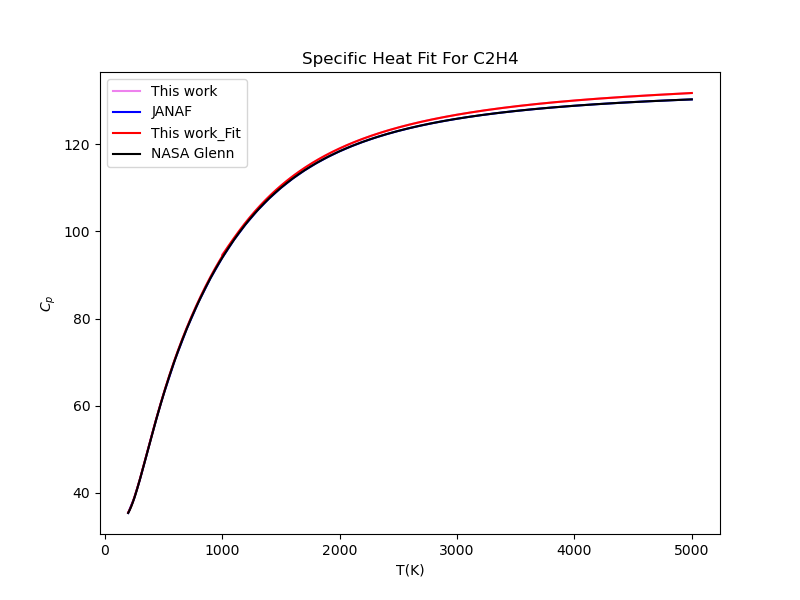 Specific Heat Fit For C2H4
This work
JANAF
This work_Fit
NASA Glenn
120
100
80
60
40
C_p
0
1000
2000
3000
4000
5000
T(K)